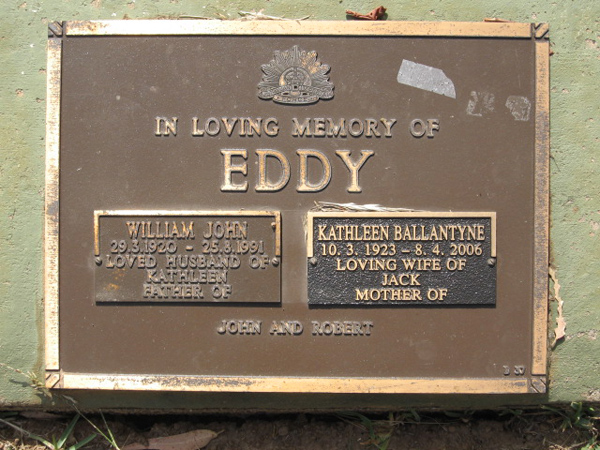 IN LOVING MEMORY OF
EDDY
WILLIAM JOHN
29.3.1920 - 25.8.1991
LOVED HUSBAND OF
KATHLEEN
FATHER OF
KATHLEEN BALLANTYNE
10. 3. 1923 – 8. 4. 2006
LOVING WIFE OF
JACK
MOTHER OF
JOHN AND ROBERT